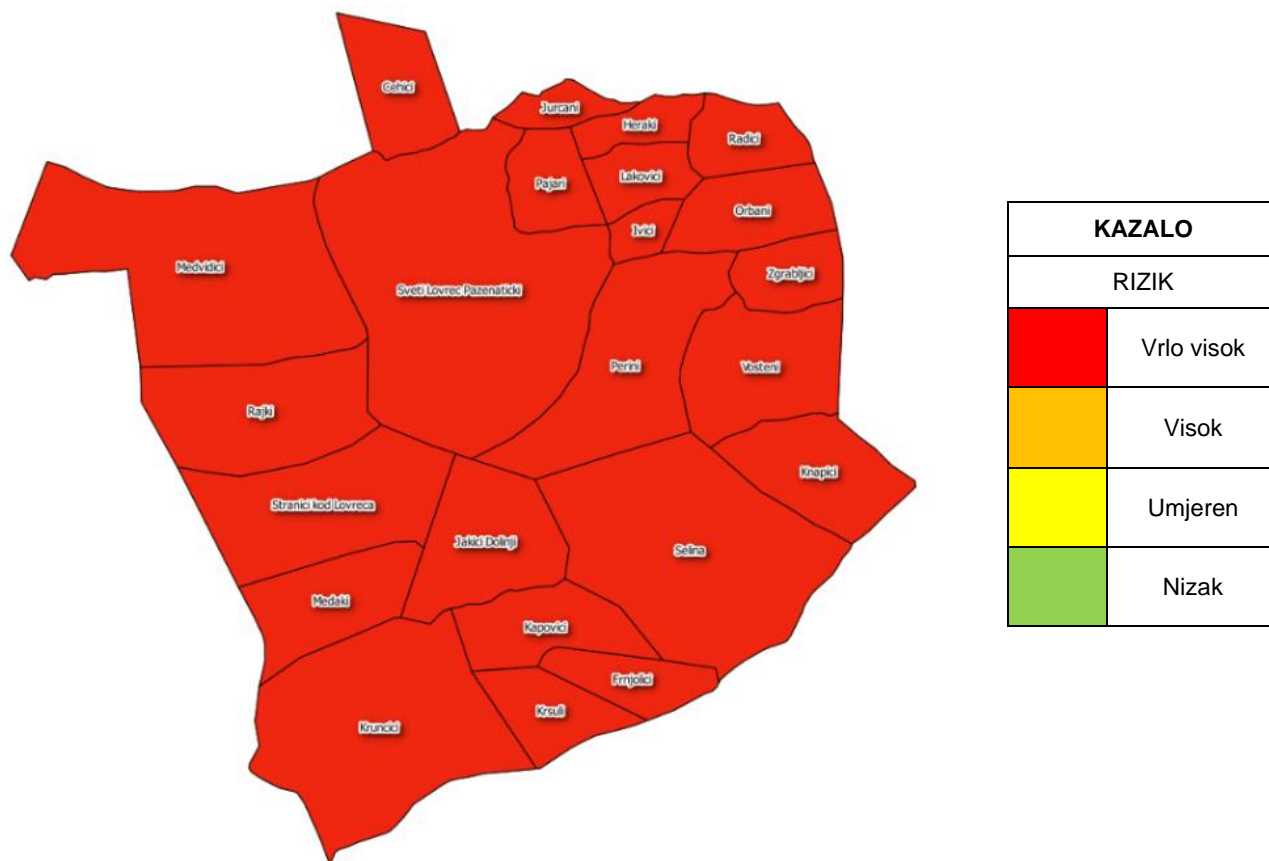 Cehici
Jurcani
Heraki
Radici
Pajari
Lakovici
Orbani
Ivici
Medvidici
Sveti Lovrec Pazenaticki
Zgrabljici
Perini
Vosteni
Rajki
Knapici
Stranici kod Lovreca
Jakici Dolinji
Selina
Medaki
Kapovici
Frnjolici
Krsuli
Kruncici
KAZALO
RIZIK
Vrlo visok
Visok
Umjeren
Nizak